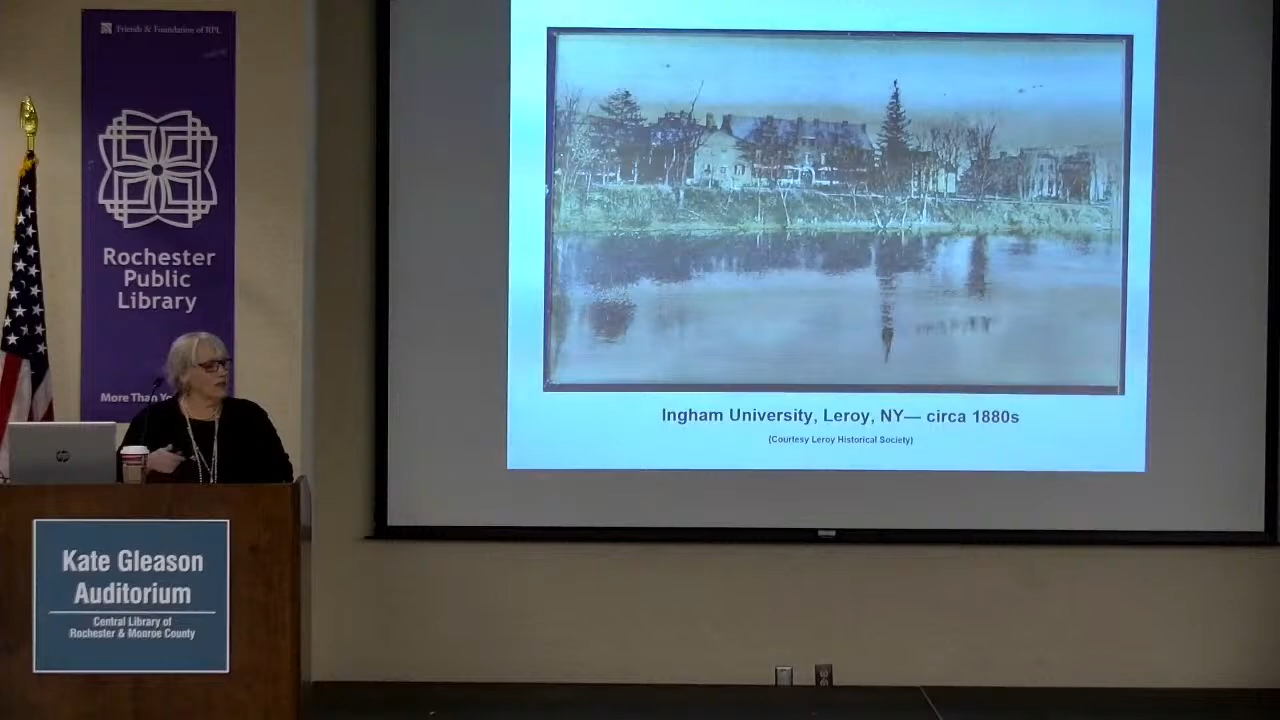 Friends & Foundation of RPL
Rochester
Public
Library
More Than
hp
Ingham University, Leroy, NY— circa 1880s
(Courtesy Leroy Historical Society)
Kate Gleason
Auditorium
Central Library of
Rochester & Monroe County